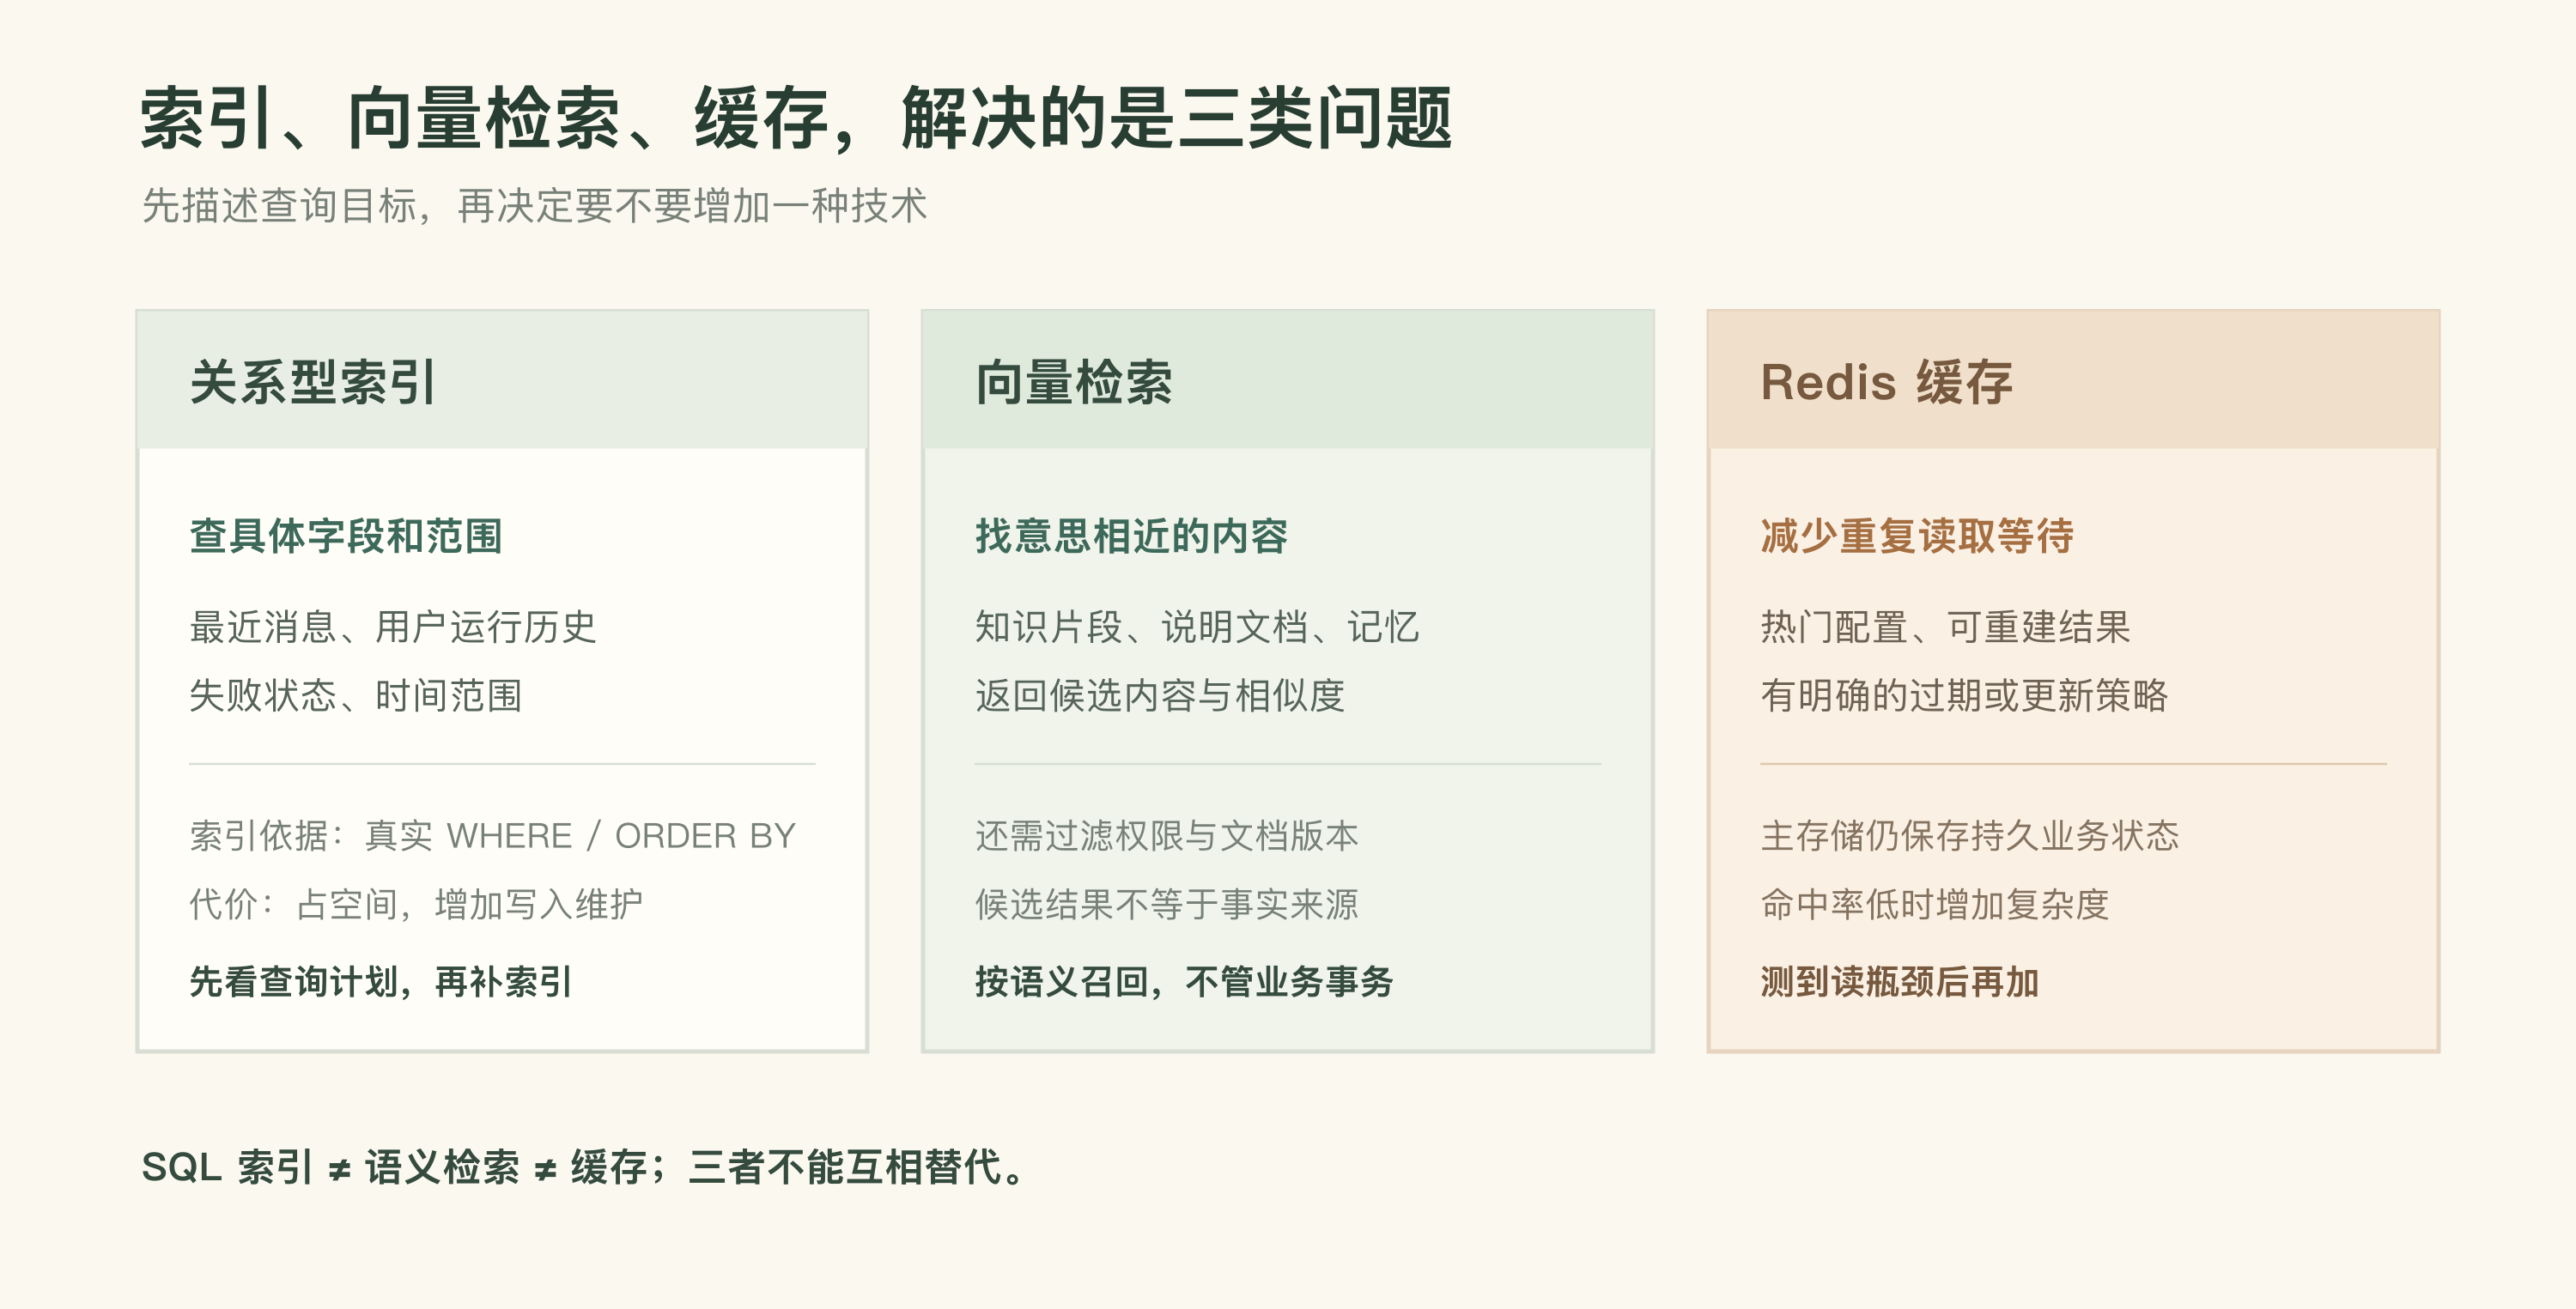 索引、向量检索、缓存，解决的是三类问题
先描述查询目标，再决定要不要增加一种技术
关系型索引
查具体字段和范围
最近消息、用户运行历史
失败状态、时间范围
索引依据：真实 WHERE / ORDER BY
代价：占空间，增加写入维护
先看查询计划，再补索引
向量检索
找意思相近的内容
知识片段、说明文档、记忆
返回候选内容与相似度
还需过滤权限与文档版本
候选结果不等于事实来源
按语义召回，不管业务事务
Redis 缓存
减少重复读取等待
热门配置、可重建结果
有明确的过期或更新策略
主存储仍保存持久业务状态
命中率低时增加复杂度
测到读瓶颈后再加
SQL 索引 ≠ 语义检索 ≠ 缓存；三者不能互相替代。